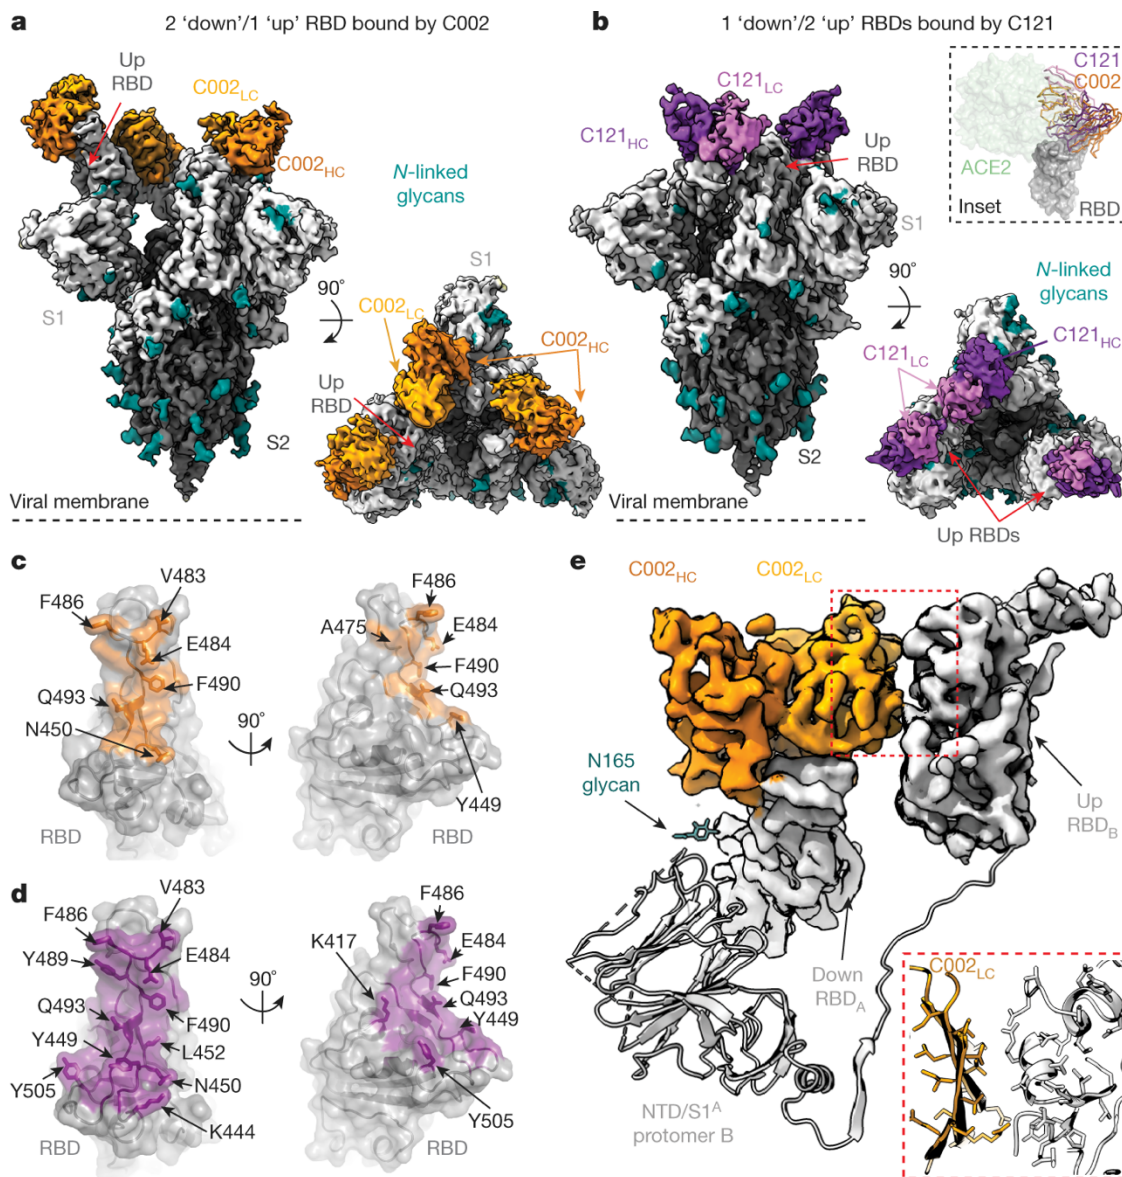 a
2 ‘down’/1 ‘up’ RBD bound by C002
Up
RBD
C002LC
C002HC
N-linked
glycans
S1
S1
90°
C002LC
C002HC
Up
RBD
S2
Viral membrane
b
1 ‘down’/2 ‘up’ RBDs bound by C121
C121LC
C121HC
Up
RBD
C121
C002
ACE2
Inset
RBD
S1
90°
N-linked
glycans
C121HC
C121LC
S2
Viral membrane
Up RBDs
c
V483
F486
E484
F490
Q493
N450
RBD
90°
F486
A475
E484
F490
Q493
Y449
RBD
d
V483
F486
Y489
E484
Q493
F490
Y449
L452
Y505
N450
K444
RBD
90°
F486
K417
E484
F490
Q493
Y449
Y505
RBD
e
C002HC
C002LC
N165
glycan
Up
RBDB
Down
RBDA
NTD/S1A
protomer B
C002LC